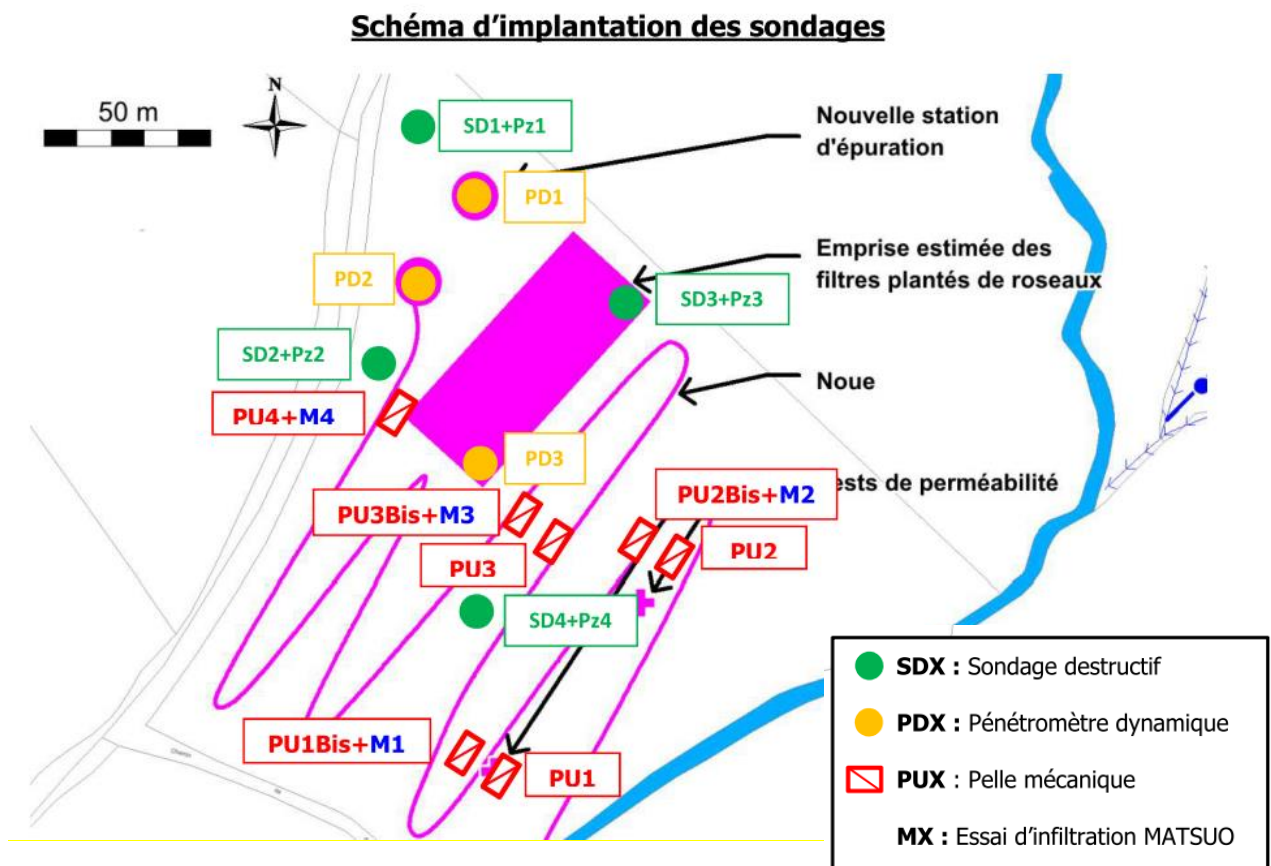 Schéma d'implantation des sondages
50 m
N
SD1+Pz1
Nouvelle station
d'épuration
PD1
Emprise estimée des
filtres plantés de roseaux
PD2
SD3+Pz3
SD2+Pz2
Noue
PU4+M4
PD3
ests de perméabilité
PU2Bis+M2
PU3Bis+M3
PU2
PU3
SD4+Pz4
SDX : Sondage destructif
PDX : Pénétromètre dynamique
PU1Bis+M1
PU1
PUX : Pelle mécanique
MX : Essai d'infiltration MATSUO